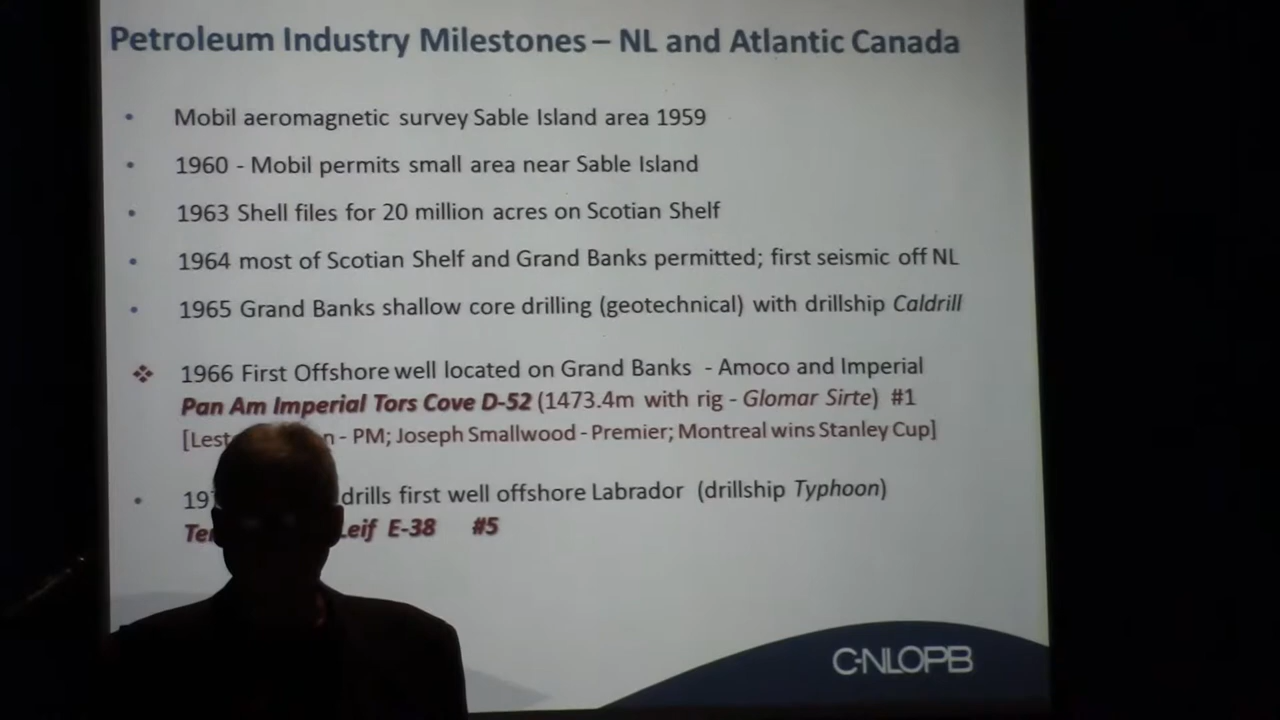 Petroleum Industry Milestones – NL and Atlantic Canada
• Mobil aeromagnetic survey Sable Island area 1959
• 1960 - Mobil permits small area near Sable Island
• 1963 Shell files for 20 million acres on Scotian Shelf
• 1964 most of Scotian Shelf and Grand Banks permitted; first seismic off NL
• 1965 Grand Banks shallow core drilling (geotechnical) with drillship Caldrill
❖ 1966 First Offshore well located on Grand Banks - Amoco and Imperial
Pan Am Imperial Tors Cove D-52 (1473.4m with rig - Glomar Sirte) #1
- PM; Joseph Smallwood - Premier; Montreal wins Stanley Cup]
• drills first well offshore Labrador (drillship Typhoon)
Leif E-38 #5
C-NLOPB